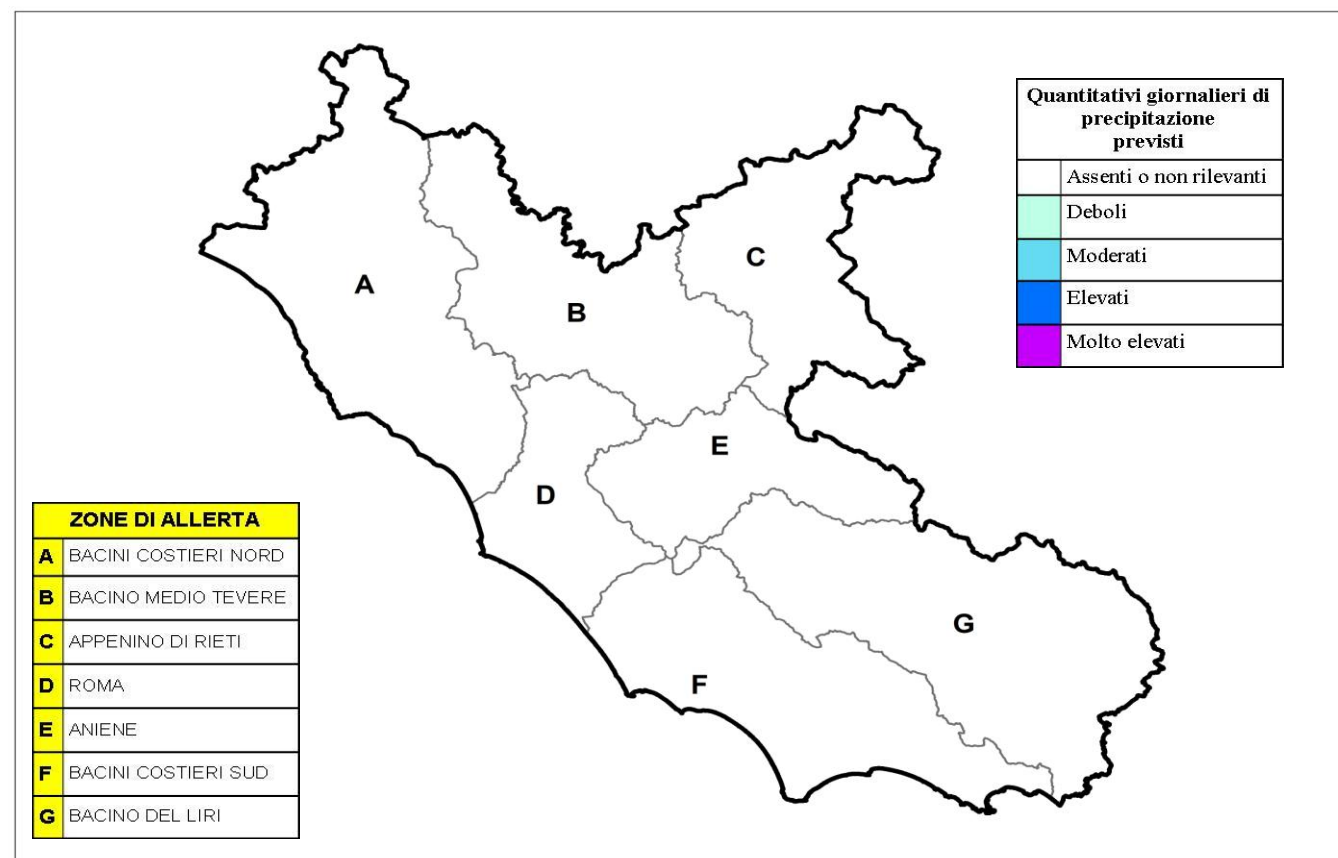 Quantitativi giornalieri di
precipitazione
previsti
Assenti o non rilevanti
Deboli
Moderati
Elevati
Molto elevati
A
B
C
D
E
F
G
ZONE DI ALLERTA
A BACINI COSTIERI NORD
B BACINO MEDIO TEVERE
C APPENINO DI RIETI
D ROMA
E ANIENE
F BACINI COSTIERI SUD
G BACINO DEL LIRI